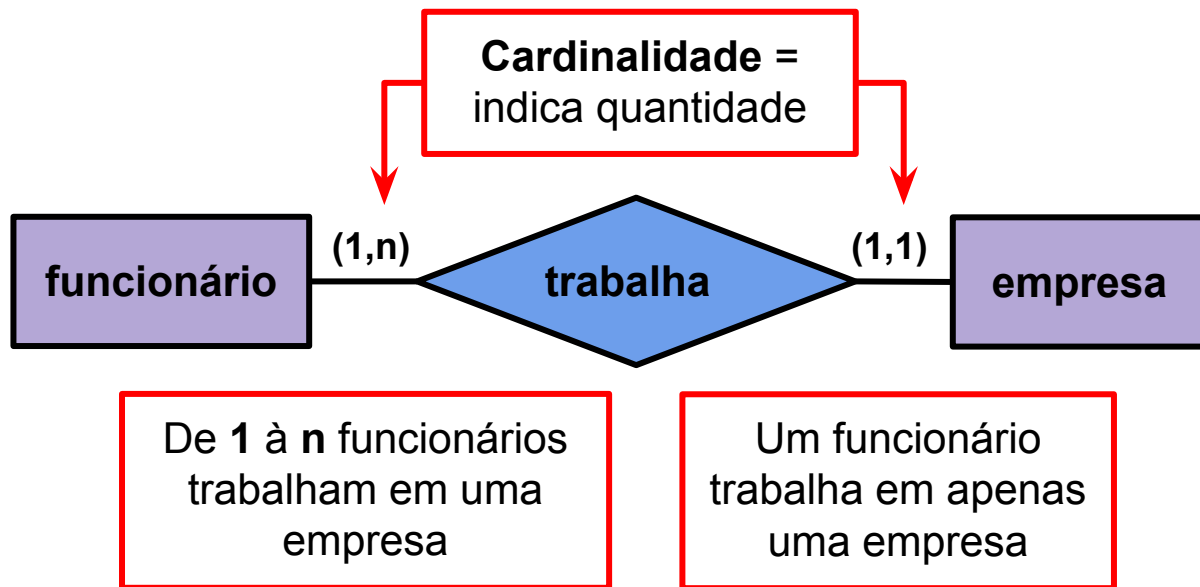 Cardinalidade =
indica quantidade
funcionário
(1,n)
trabalha
(1,1)
empresa
De 1 à n funcionários
trabalham em uma
empresa
Um funcionário
trabalha em apenas
uma empresa